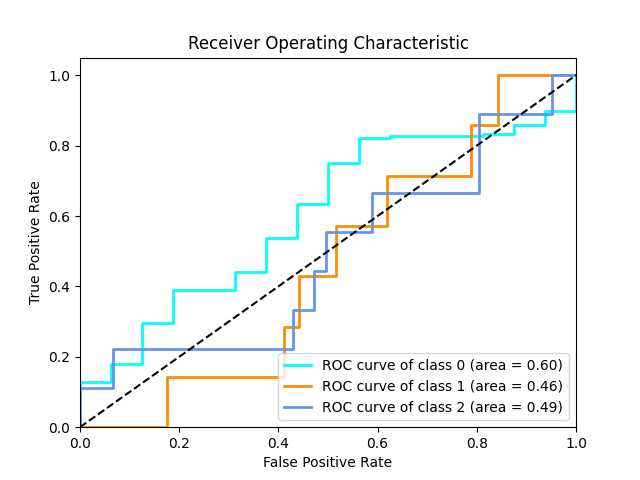 Receiver Operating Characteristic
True Positive Rate
1.0
0.8
0.6
0.4
0.2
0.0
ROC curve of class 0 (area = 0.60)
ROC curve of class 1 (area = 0.46)
ROC curve of class 2 (area = 0.49)
0.0 0.2 0.4 0.6 0.8 1.0
False Positive Rate